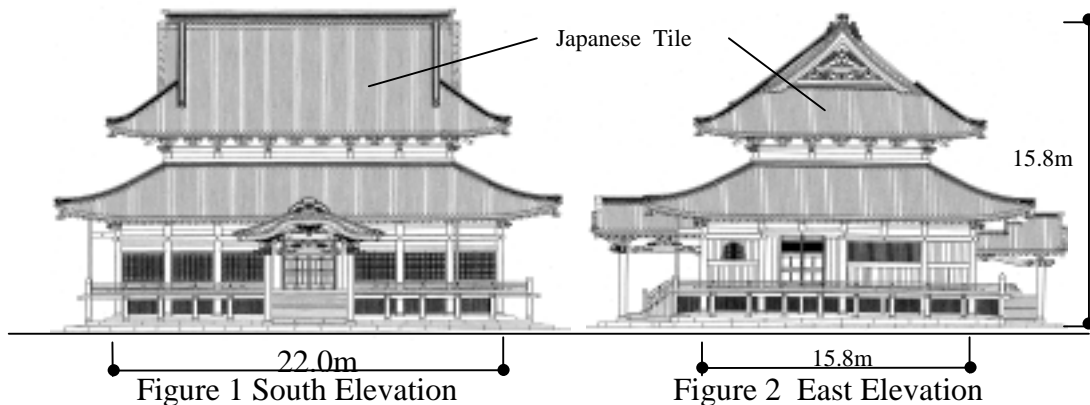 Japanese Tile
15.8m
22.0m
15.8m
Figure 1 South Elevation
Figure 2 East Elevation